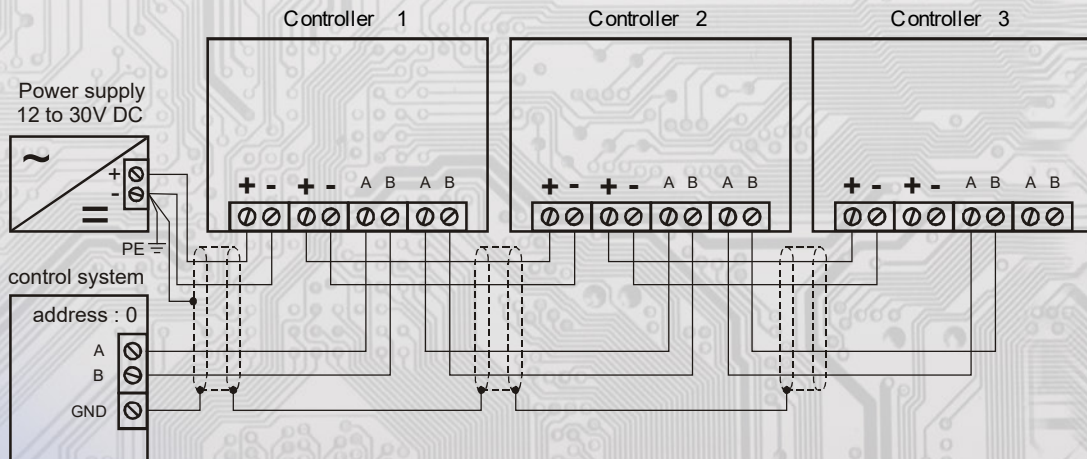 Controller 1
Controller 2
Controller 3
Power supply
12 to 30V DC
~
+
-
=
PE
+ - + - A B A B
+ - + - A B A B
+ - + - A B A B
control system
address : 0
A
B
GND